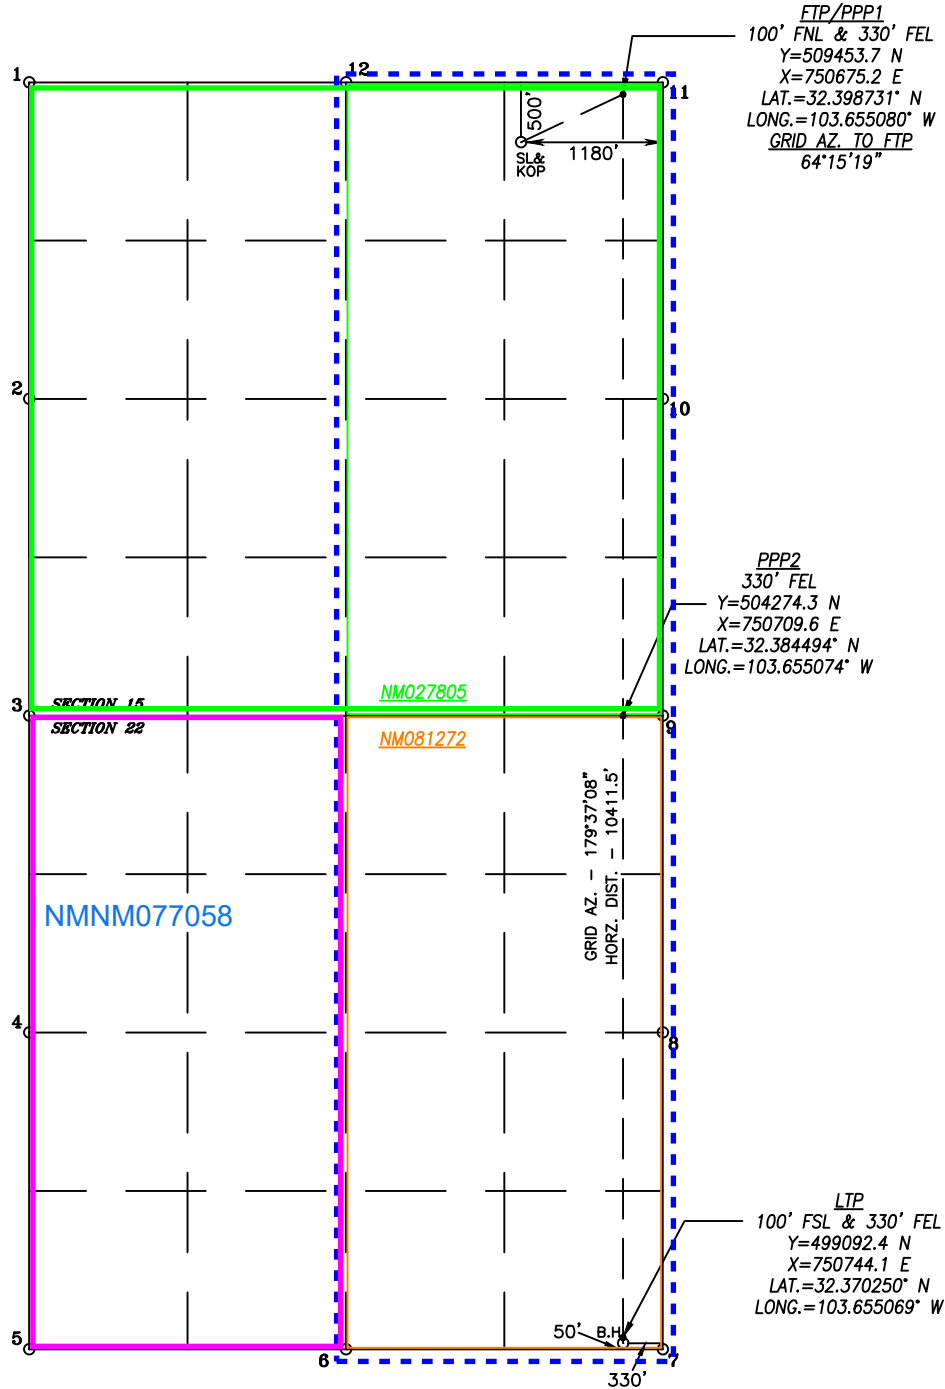 FTP/PPP1
100' FNL & 330' FEL
Y=509453.7 N
X=750675.2 E
LAT.=32.398731° N
LONG.=103.655080° W
GRID AZ. TO FTP
64°15'19"
1
12
11
500'
1180'
SL&
KOP
2
10
PPP2
330' FEL
Y=504274.3 N
X=750709.6 E
LAT.=32.384494° N
LONG.=103.655074° W
NM027805
SECTION 15
3
9
SECTION 22
NM081272
GRID AZ. - 179°37'08"
HORZ. DIST. - 10411.5'
NMNM077058
4
8
LTP
100' FSL & 330' FEL
Y=499092.4 N
X=750744.1 E
LAT.=32.370250° N
LONG.=103.655069° W
50'
B.H.
5
6
7
330'